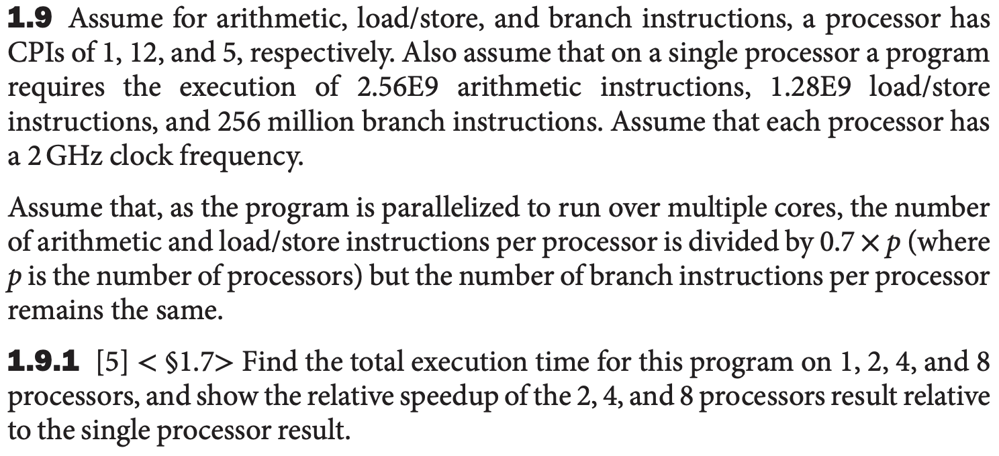 1.9 Assume for arithmetic, load/store, and branch instructions, a processor has
CPIs of 1, 12, and 5, respectively. Also assume that on a single processor a program
requires the execution of 2.56E9 arithmetic instructions, 1.28E9 load/store
instructions, and 256 million branch instructions. Assume that each processor has
a 2 GHz clock frequency.
Assume that, as the program is parallelized to run over multiple cores, the number
of arithmetic and load/store instructions per processor is divided by 0.7 × p (where
p is the number of processors) but the number of branch instructions per processor
remains the same.
1.9.1 [5] < §1.7> Find the total execution time for this program on 1, 2, 4, and 8
processors, and show the relative speedup of the 2, 4, and 8 processors result relative
to the single processor result.